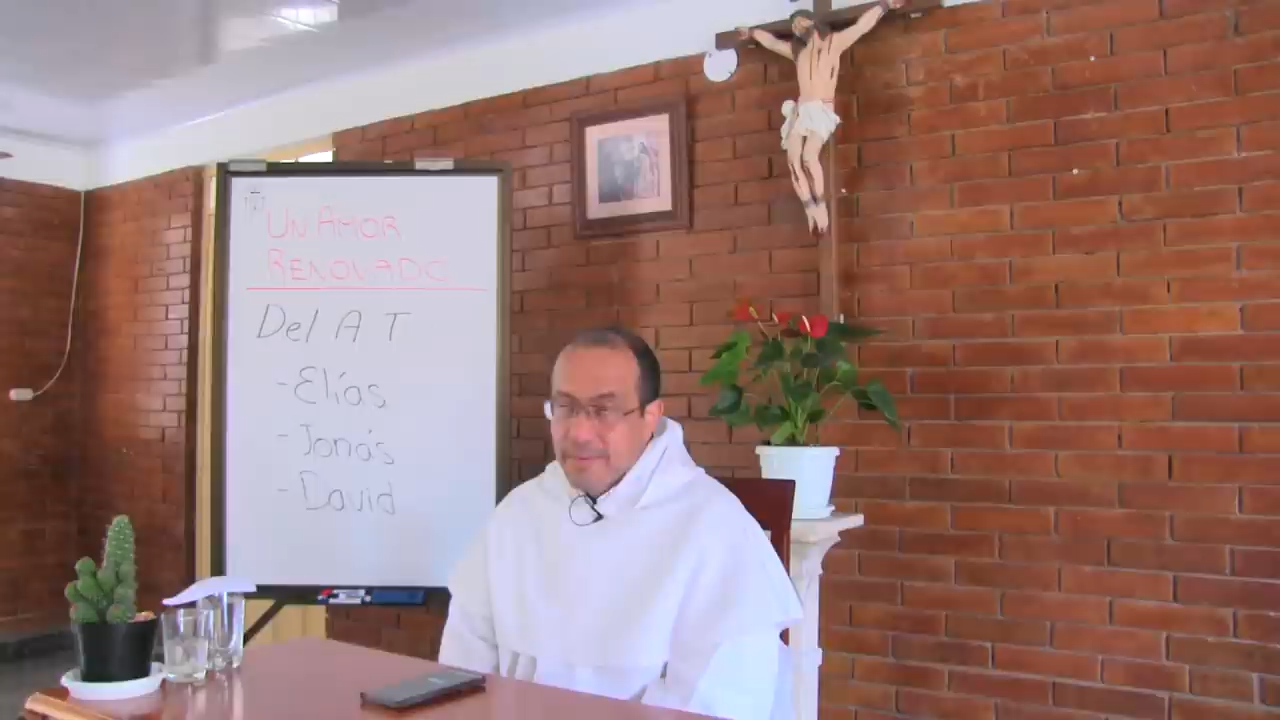 UN AMOR
RENOVADO
Del A T
- Elías
- Jonás
- David